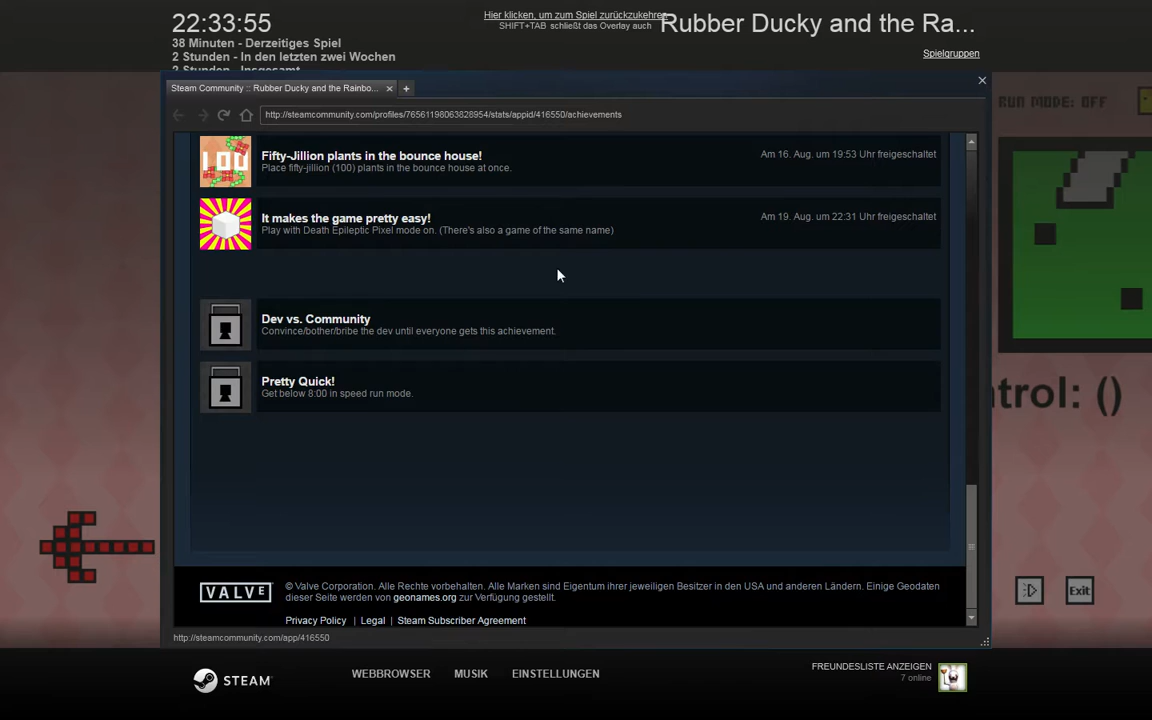 22:33:55
38 Minuten - Derzeitiges Spiel
2 Stunden - In den letzten zwei Wochen
2 Stunden - Insgesamt
Hier klicken, um zum Spiel zurückzukehren
SHIFT+TAB schließt das Overlay auch
Rubber Ducky and the Ra...
Spielgruppen
Steam Community :: Rubber Ducky and the Rainbo...
http://steamcommunity.com/profiles/76561198063828954/stats/appid/416550/achievements
RUN MODE: OFF
100
Fifty-Jillion plants in the bounce house!
Place fifty-jillion (100) plants in the bounce house at once.
Am 16. Aug. um 19:53 Uhr freigeschaltet
It makes the game pretty easy!
Play with Death Epileptic Pixel mode on. (There's also a game of the same name)
Am 19. Aug. um 22:31 Uhr freigeschaltet
Dev vs. Community
Convince/bother/bribe the dev until everyone gets this achievement.
Pretty Quick!
Get below 8:00 in speed run mode.
ntrol: ()
Exit
VALVE
© Valve Corporation. Alle Rechte vorbehalten. Alle Marken sind Eigentum ihrer jeweiligen Besitzer in den USA und anderen Ländern. Einige Geodaten
dieser Seite werden von geonames.org zur Verfügung gestellt.
Privacy Policy | Legal | Steam Subscriber Agreement
http://steamcommunity.com/app/416550
STEAM
WEBBROWSER
MUSIK
EINSTELLUNGEN
FREUNDESLISTE ANZEIGEN
7 online